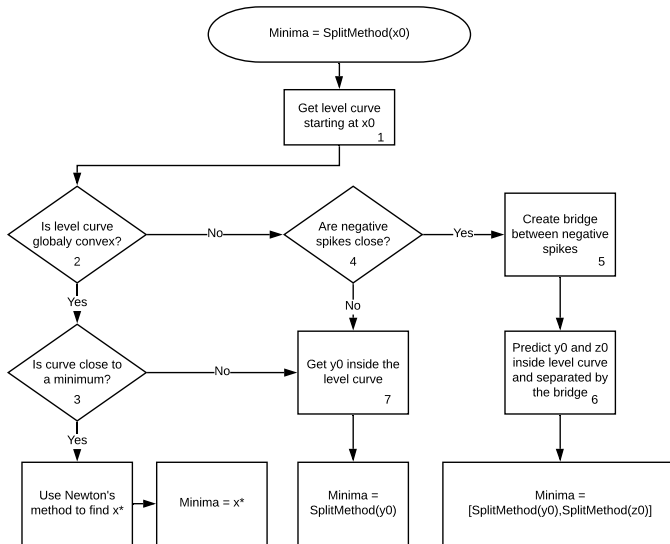 Minima = SplitMethod(x0)
Get level curve
starting at x0
1
Is level curve
globaly convex?
2
No
Are negative
spikes close?
4
Yes
Create bridge
between negative
spikes
5
Yes
No
Is curve close to
a minimum?
3
No
Get y0 inside the
level curve
7
Predict y0 and z0
inside level curve
and separated by
the bridge
6
Yes
Use Newton's
method to find x*
Minima = x*
Minima =
SplitMethod(y0)
Minima =
[SplitMethod(y0),SplitMethod(z0)]